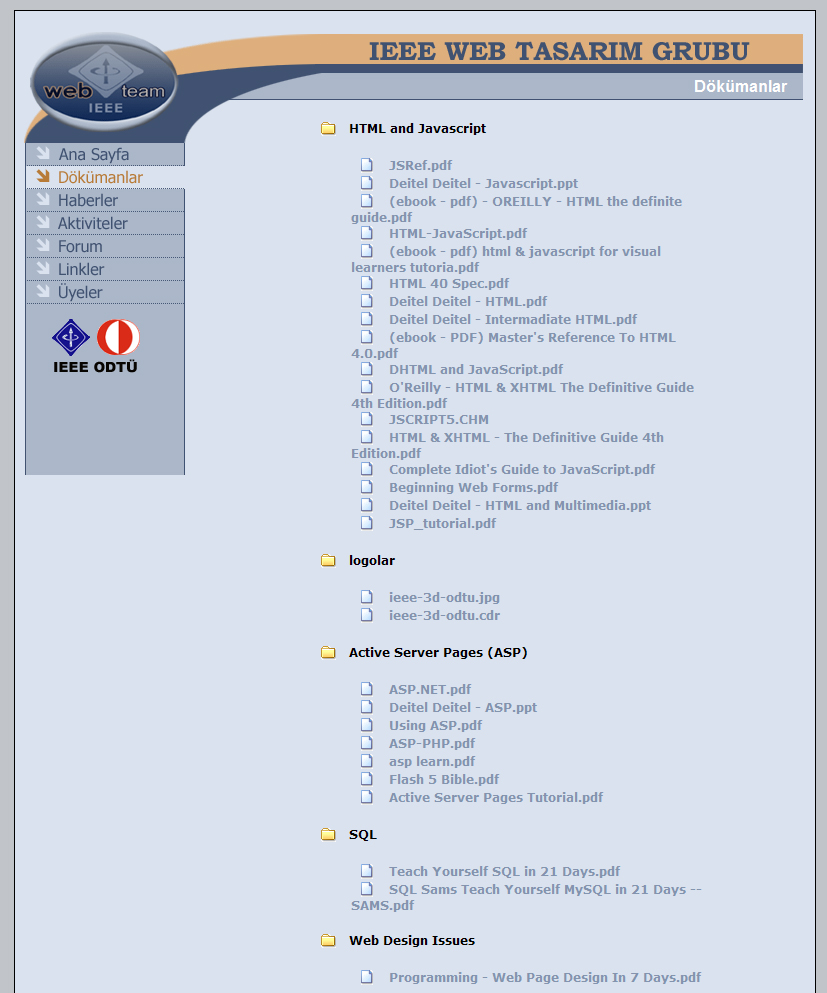 IEEE WEB TASARIM GRUBU
web team
IEEE
Dökümanlar
Ana Sayfa
Dökümanlar
Haberler
Aktiviteler
Forum
Linkler
Üyeler
IEEE ODTÜ
HTML and Javascript
JSRef.pdf
Deitel Deitel - Javascript.ppt
(ebook - pdf) - OREILLY - HTML the definite
guide.pdf
HTML-JavaScript.pdf
(ebook - pdf) html & javascript for visual
learners tutoria.pdf
HTML 40 Spec.pdf
Deitel Deitel - HTML.pdf
Deitel Deitel - Intermadiate HTML.pdf
(ebook - PDF) Master's Reference To HTML
4.0.pdf
DHTML and JavaScript.pdf
O'Reilly - HTML & XHTML The Definitive Guide
4th Edition.pdf
JSCRIPT5.CHM
HTML & XHTML - The Definitive Guide 4th
Edition.pdf
Complete Idiot's Guide to JavaScript.pdf
Beginning Web Forms.pdf
Deitel Deitel - HTML and Multimedia.ppt
JSP_tutorial.pdf
logolar
ieee-3d-odtu.jpg
ieee-3d-odtu.cdr
Active Server Pages (ASP)
ASP.NET.pdf
Deitel Deitel - ASP.ppt
Using ASP.pdf
ASP-PHP.pdf
asp learn.pdf
Flash 5 Bible.pdf
Active Server Pages Tutorial.pdf
SQL
Teach Yourself SQL in 21 Days.pdf
SQL Sams Teach Yourself MySQL in 21 Days --
SAMS.pdf
Web Design Issues
Programming - Web Page Design In 7 Days.pdf